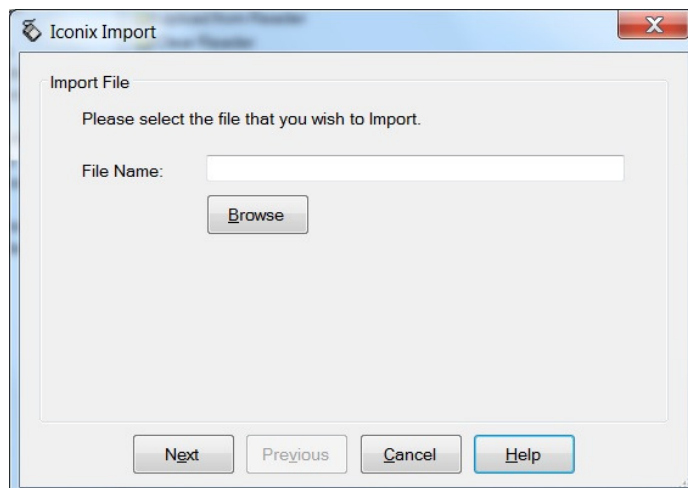 Iconix Import
Import File
Please select the file that you wish to Import.
File Name:
Browse
Next
Previous
Cancel
Help